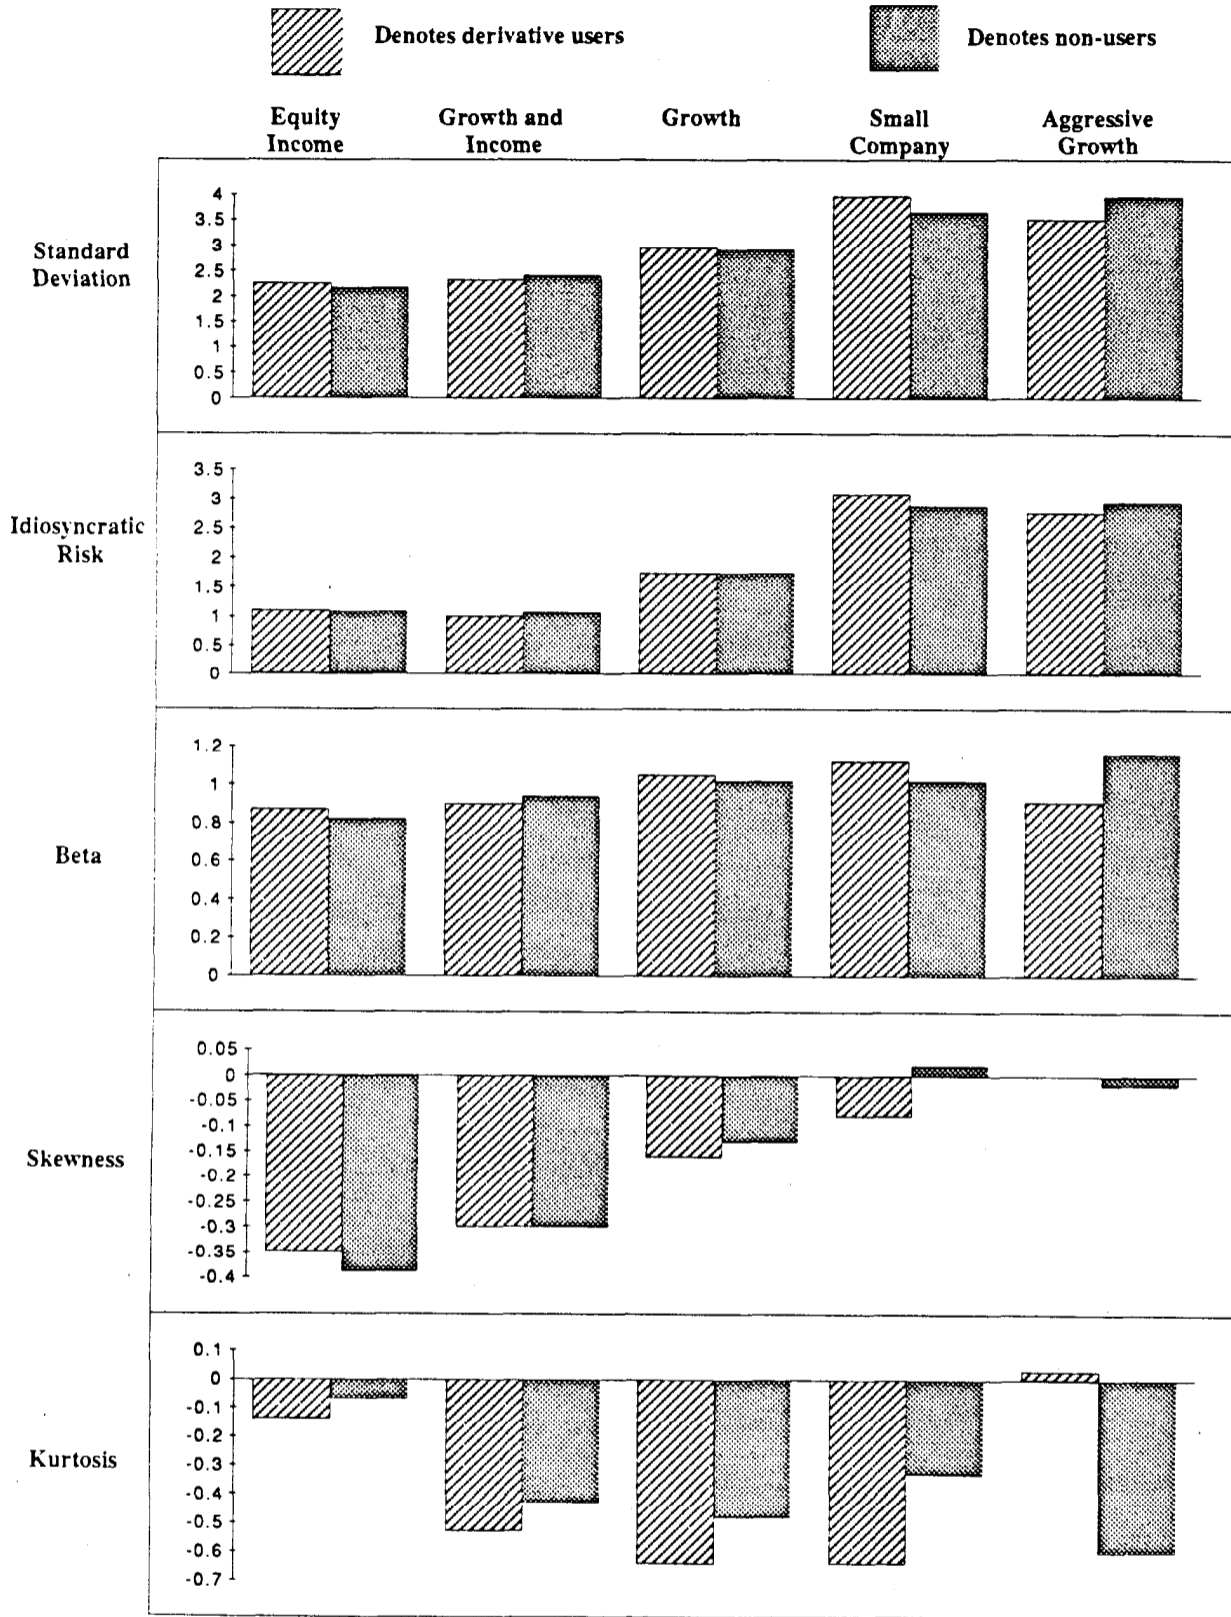 Denotes derivative users
Denotes non-users
Equity
Income
Growth and
Income
Growth
Small
Company
Aggressive
Growth
Standard
Deviation
4
3.5
3
2.5
2
1.5
1
0.5
0
Idiosyncratic
Risk
3.5
3
2.5
2
1.5
1
0.5
0
Beta
1.2
1
0.8
0.6
0.4
0.2
0
Skewness
0.05
0
-0.05
-0.1
-0.15
-0.2
-0.25
-0.3
-0.35
-0.4
Kurtosis
0.1
0
-0.1
-0.2
-0.3
-0.4
-0.5
-0.6
-0.7